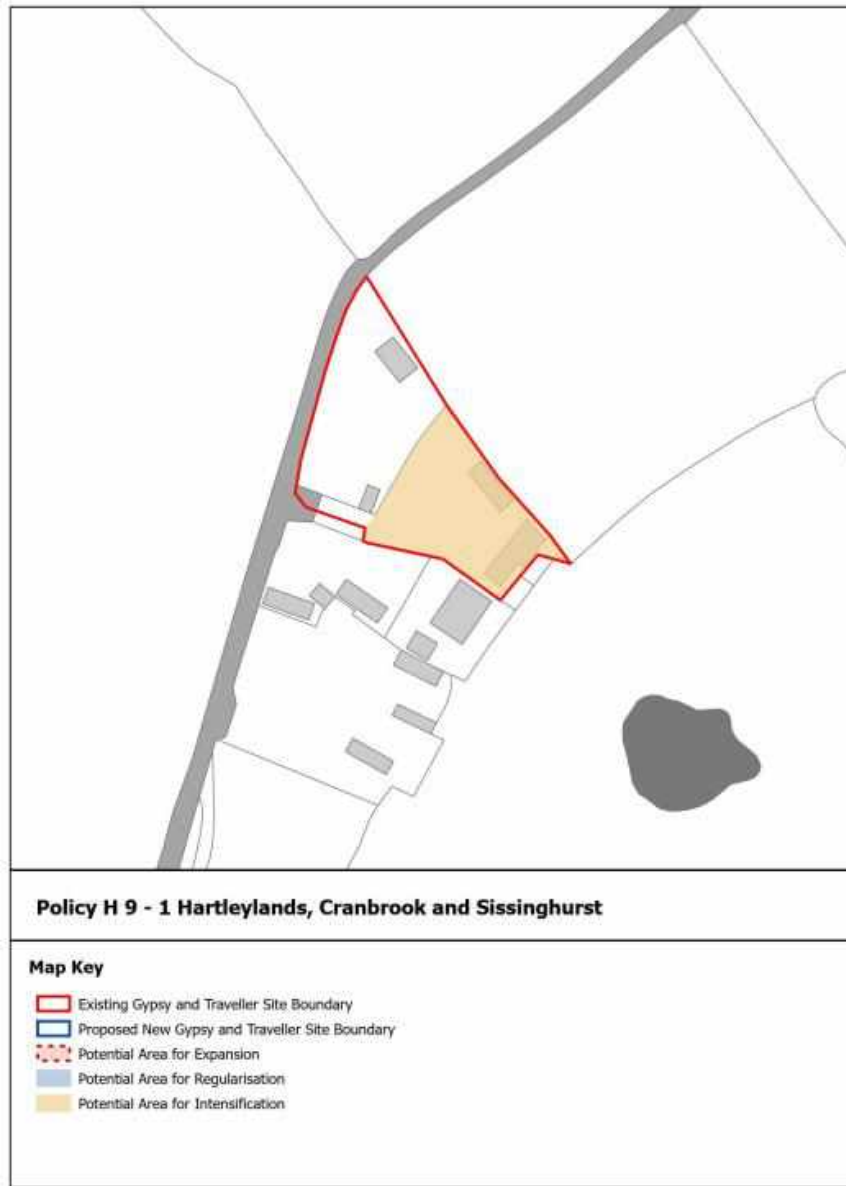 Policy H 9 - 1 Hartleylands, Cranbrook and Sissinghurst
Map Key
Existing Gypsy and Traveller Site Boundary
Proposed New Gypsy and Traveller Site Boundary
Potential Area for Expansion
Potential Area for Regularisation
Potential Area for Intensification